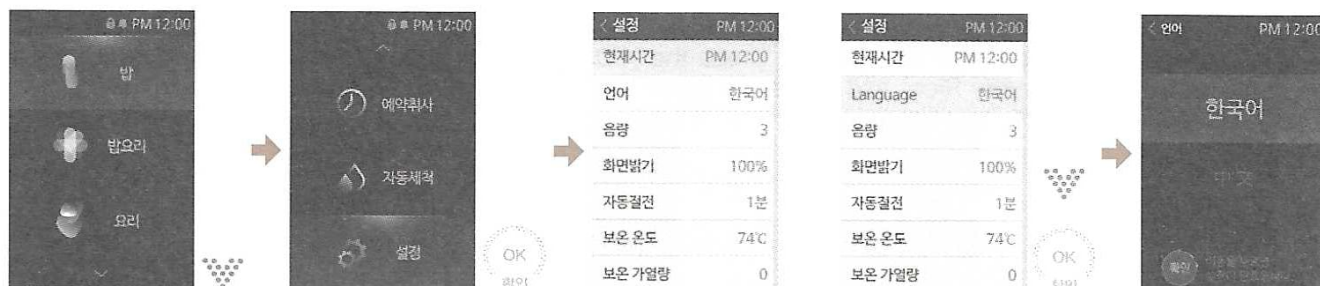 PM 12:00
밥
밥요리
요리
PM 12:00
예약취사
자동세척
설정
OK
확인
< 설정 PM 12:00
현재시간 PM 12:00
언어 한국어
음량 3
화면밝기 100%
자동절전 1분
보온 온도 74℃
보온 가열량 0
< 설정 PM 12:00
현재시간 PM 12:00
Language 한국어
음량 3
화면밝기 100%
자동절전 1분
보온 온도 74℃
보온 가열량 0
OK
< 언어 PM 12:00
한국어
中文
확인